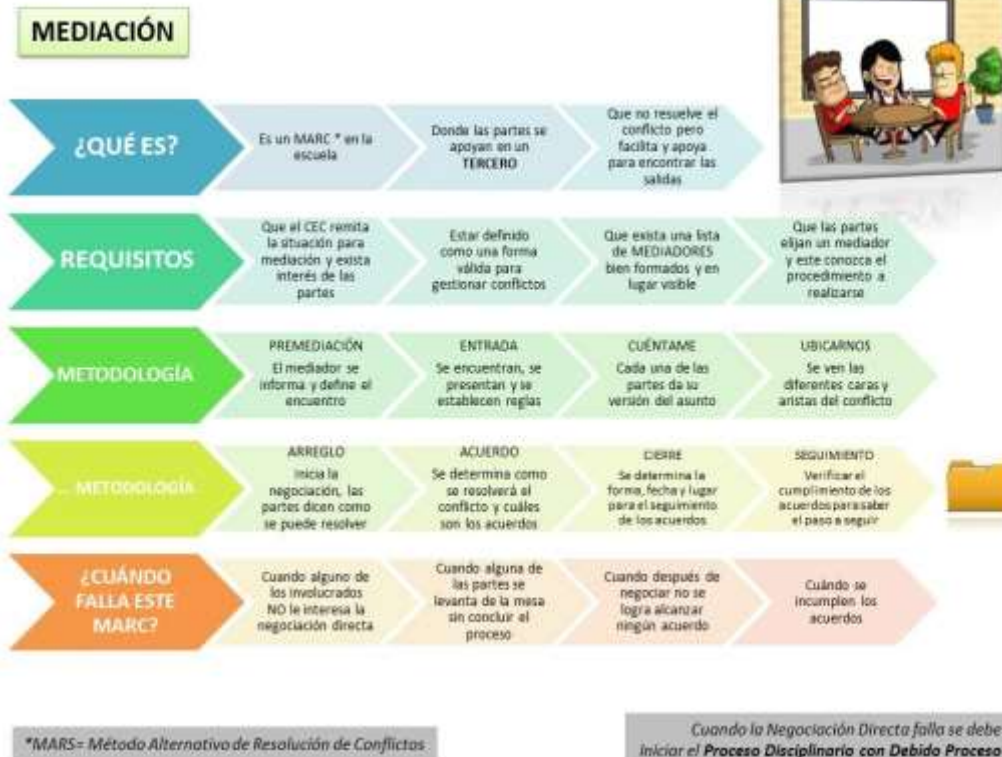 MEDIACIÓN
¿QUÉ ES?
Es un MARC * en la
escuela
Donde las partes se
apoyan en un
TERCERO
Que no resuelve el
conflicto pero
facilita y apoya
para encontrar las
salidas
REQUISITOS
Que el CEC remita
la situación para
mediación y exista
interés de las
partes
Estar definido
como una forma
válida para
gestionar conflictos
Que exista una lista
de MEDIADORES
bien formados y en
lugar visible
Que las partes
elijan un mediador
y este conozca el
procedimiento a
realizarse
METODOLOGÍA
PREMEDIACIÓN
El mediador se
informa y define el
encuentro
ENTRADA
Se encuentran, se
presentan y se
establecen reglas
CUÉNTAME
Cada una de las
partes da su
versión del asunto
UBICARNOS
Se ven las
diferentes caras y
aristas del conflicto
... METODOLOGÍA
ARREGLO
Inicia la
negociación, las
partes dicen como
se puede resolver
ACUERDO
Se determina como
se resolverá el
conflicto y cuáles
son los acuerdos
CIERRE
Se determina la
forma, fecha y lugar
para el seguimiento
de los acuerdos
SEGUIMIENTO
Verificar el
cumplimiento de los
acuerdos para saber
el paso a seguir
¿CUÁNDO
FALLA ESTE
MARC?
Cuando alguno de
los involucrados
NO le interesa la
negociación directa
Cuando alguna de
las partes se
levanta de la mesa
sin concluir el
proceso
Cuando después de
negociar no se
logra alcanzar
ningún acuerdo
Cuándo se
incumplen los
acuerdos
*MARS= Método Alternativo de Resolución de Conflictos
Cuando la Negociación Directa falla se debe
Iniciar el Proceso Disciplinario con Debido Proceso